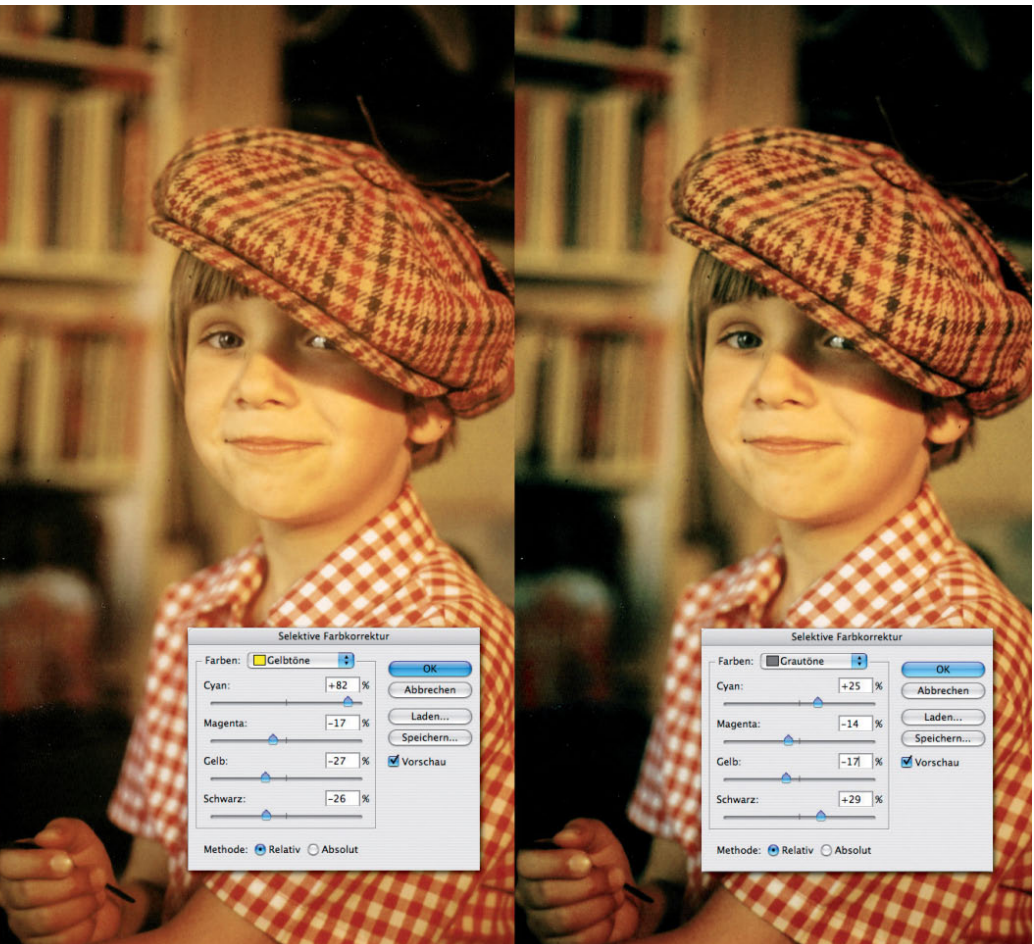 Selektive Farbkorrektur
Farben: Gelbtöne
Cyan: +82 %
Magenta: -17 %
Gelb: -27 %
Schwarz: -26 %
Methode: Relativ Absolut
OK
Abbrechen
Laden...
Speichern...
Vorschau
Selektive Farbkorrektur
Farben: Grautöne
Cyan: +25 %
Magenta: -14 %
Gelb: -17 %
Schwarz: +29 %
Methode: Relativ Absolut
OK
Abbrechen
Laden...
Speichern...
Vorschau